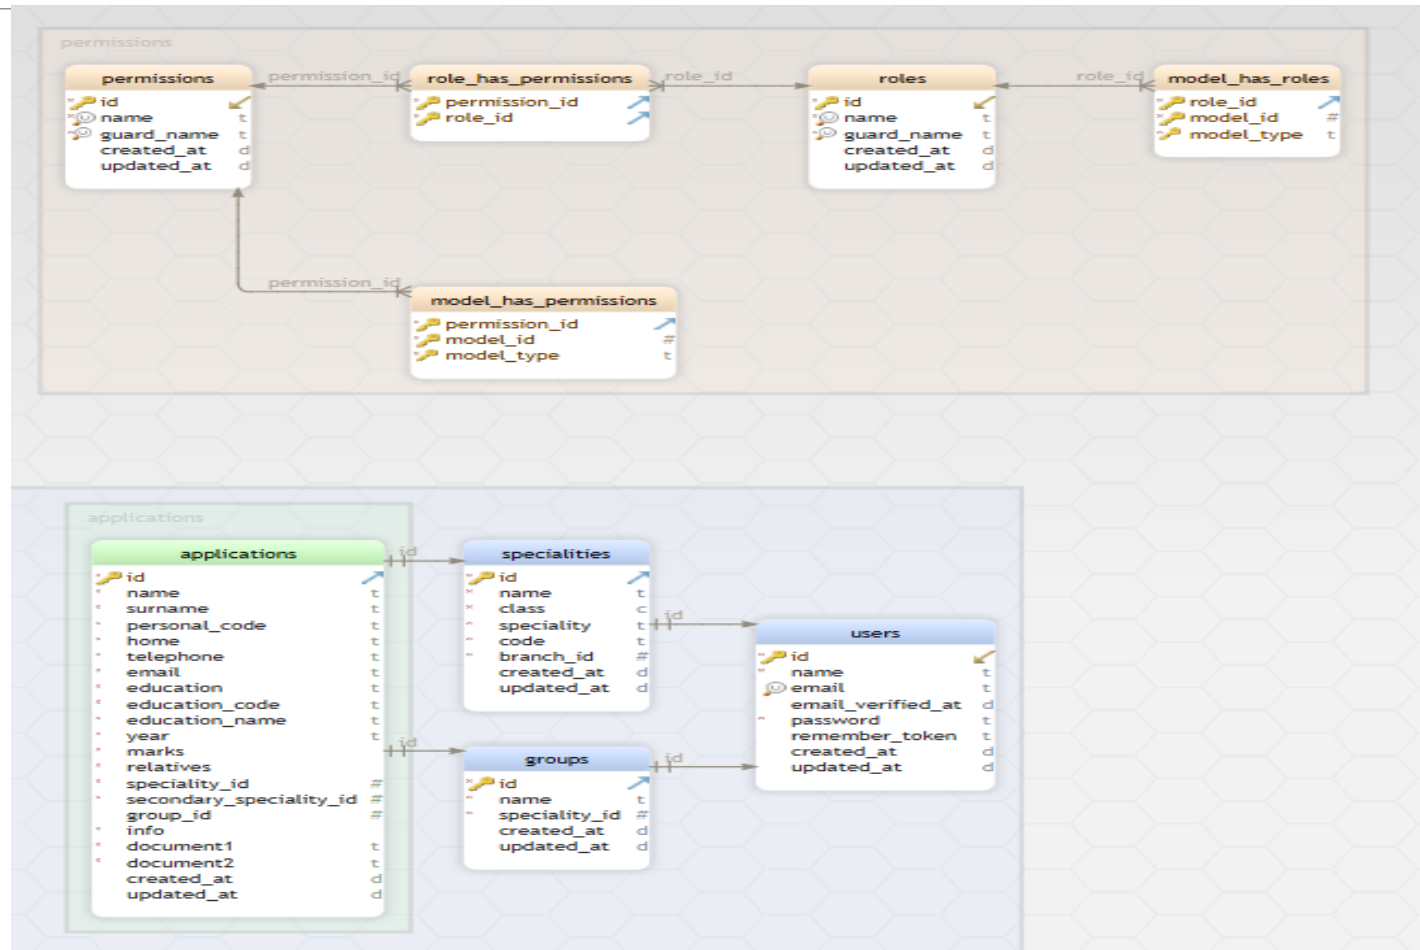 permissions
permissions
id
name t
guard_name t
created_at d
updated_at d
permission_id
role_has_permissions
permission_id
role_id
role_id
roles
id
name t
guard_name t
created_at d
updated_at d
role_id
model_has_roles
role_id
model_id #
model_type t
permission_id
model_has_permissions
permission_id
model_id #
model_type t
applications
applications
id
name t
surname t
personal_code t
home t
telephone t
email t
education t
education_code t
education_name t
year t
marks
relatives
speciality_id #
secondary_speciality_id #
group_id #
info
document1 t
document2 t
created_at d
updated_at d
id
specialities
id
name t
class c
speciality t
code t
branch_id #
created_at d
updated_at d
id
id
groups
id
name t
speciality_id #
created_at d
updated_at d
id
users
id
name t
email t
email_verified_at d
password t
remember_token t
created_at d
updated_at d